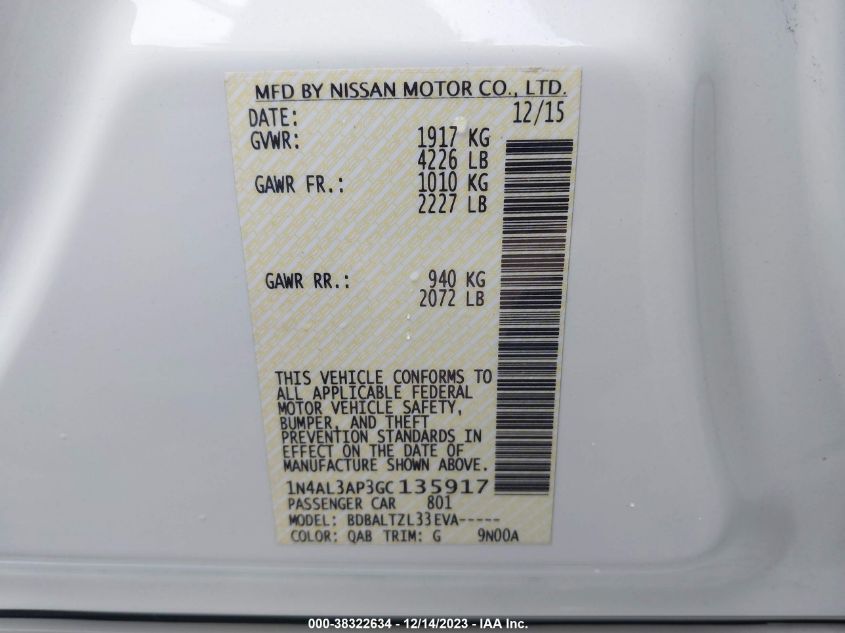 MFD BY NISSAN MOTOR CO., LTD.
DATE: 12/15
GVWR: 1917 KG
4226 LB
GAWR FR.: 1010 KG
2227 LB
GAWR RR.: 940 KG
2072 LB
THIS VEHICLE CONFORMS TO
ALL APPLICABLE FEDERAL
MOTOR VEHICLE SAFETY,
BUMPER, AND THEFT
PREVENTION STANDARDS IN
EFFECT ON THE DATE OF
MANUFACTURE SHOWN ABOVE.
1N4AL3AP3GC135917
PASSENGER CAR 801
MODEL: BDBALTZL33EVA-----
COLOR: QAB TRIM: G 9N00A
000-38322634 - 12/14/2023 - IAA Inc.